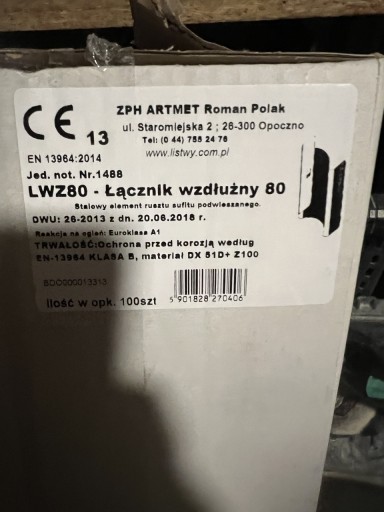 CE 13
ZPH ARTMET Roman Polak
ul. Staromiejska 2 ; 26-300 Opoczno
Tel: (0 44) 755 24 76
www.listwy.com.pl
EN 13964:2014
Jed. not. Nr.1488
LWZ80 - Łącznik wzdłużny 80
Stalowy element rusztu sufitu podwieszanego.
DWU: 26-2013 z dn. 20.06.2018 r.
Reakcja na ogień: Euroklasa A1
TRWAŁOŚĆ:Ochrona przed korozją według
EN-13964 KLASA B, materiał DX 51D+ Z100
BDO000013313
Ilość w opk. 100szt
5 901828 270406